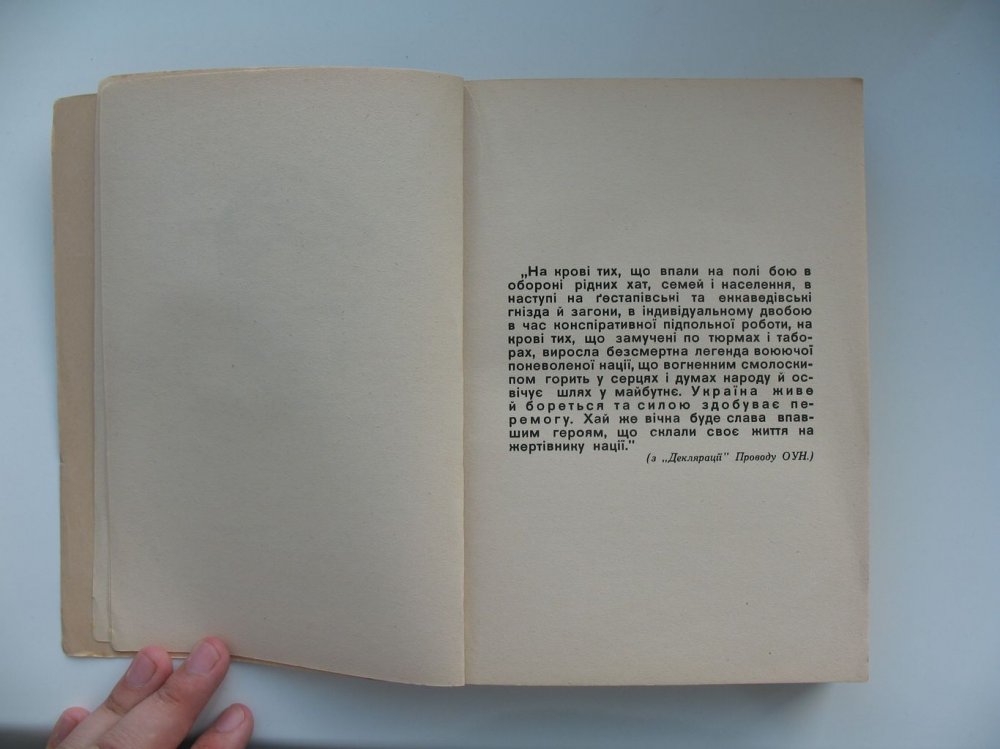 „На крові тих, що впали на полі бою в
обороні рідних хат, семей і населення, в
наступі на ґестапівські та енкаведівські
гнізда й загони, в індивідуальному двобою
в час конспіративної підпольної роботи, на
крові тих, що замучені по тюрмах і табо-
рах, виросла безсмертна легенда воюючої
поневоленої нації, що вогненним смолоски-
пом горить у серцях і думах народу й ос-
вічує шлях у майбутнє. Україна живе
й бореться та силою здобуває пе-
ремогу. Хай же вічна буде слава впав-
шим героям, що склали своє життя на
жертівнику нації."
(з „Деклярації" Проводу ОУН.)